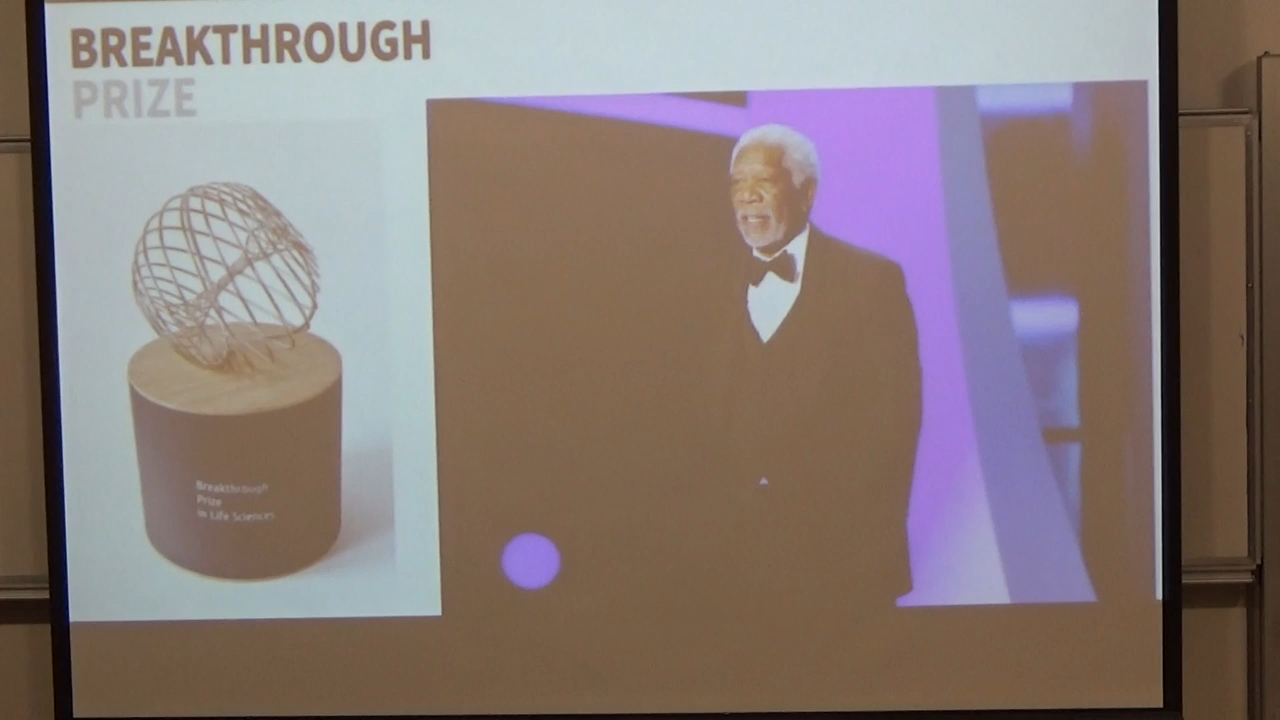 BREAKTHROUGH
PRIZE
Breakthrough
Prize
in Life Sciences